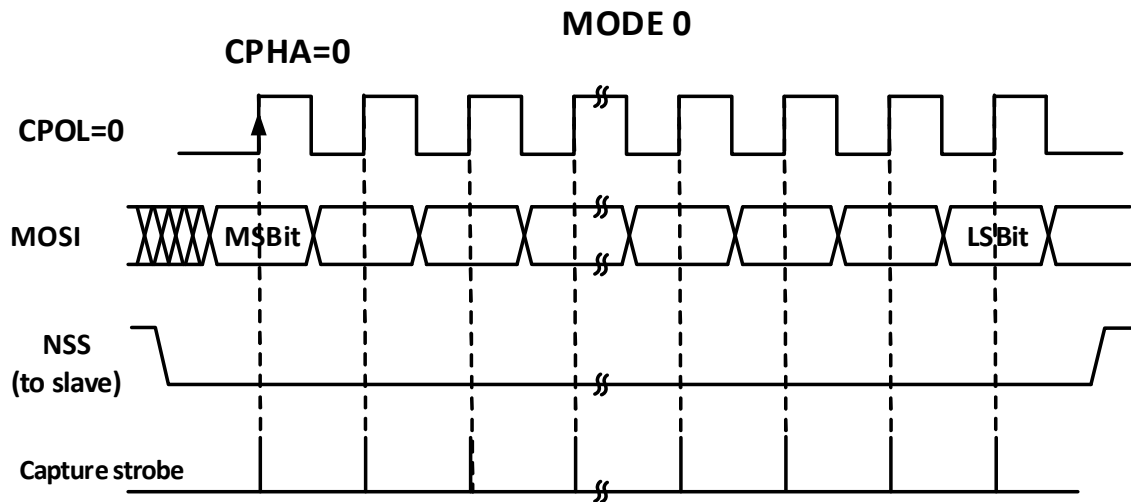 MODE 0
CPHA=0
CPOL=0
MOSI
MSBit
LSBit
NSS
(to slave)
Capture strobe